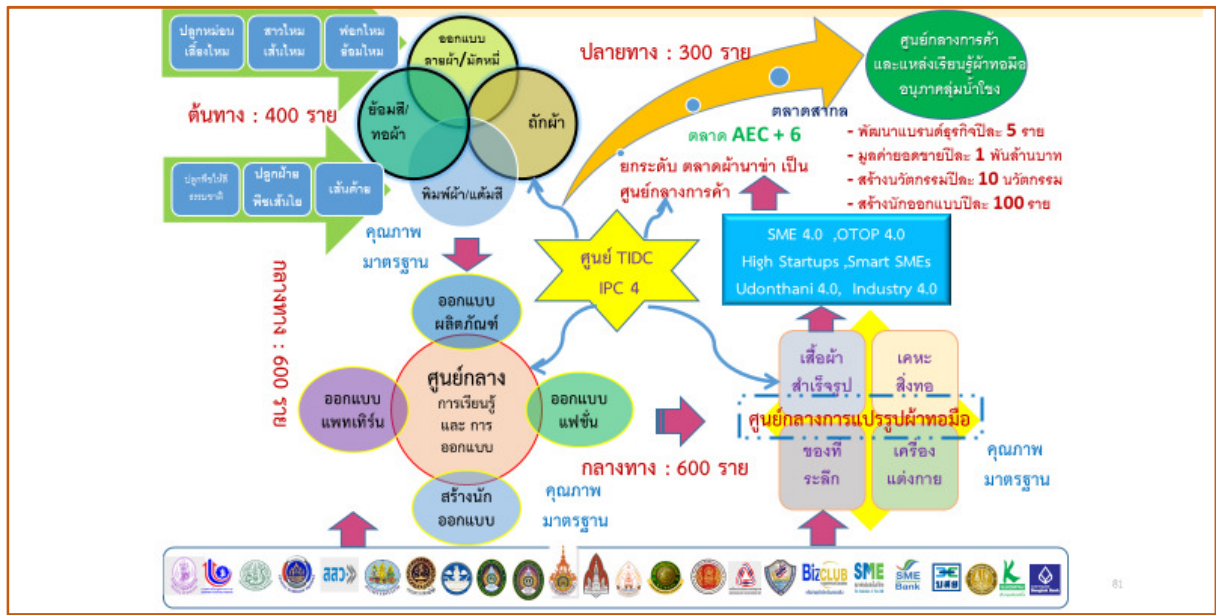 ปลูกหม่อน
เลี้ยงไหม
สาวไหม
เส้นไหม
ฟอกไหม
ย้อมไหม
ออกแบบ
ลายผ้า/มัดหมี่
ย้อมสี/
ทอผ้า
ถักผ้า
พิมพ์ผ้า/แต้มสี
ต้นทาง : 400 ราย
ปลูกพืชให้สี
ธรรมชาติ
ปลูกฝ้าย
พืชเส้นใย
เส้นด้าย
ปลายทาง : 300 ราย
ศูนย์กลางการค้า
และแหล่งเรียนรู้ผ้าทอมือ
อนุภาคลุ่มน้ำโขง
ตลาดสากล
ตลาด AEC + 6
ยกระดับ ตลาดผ้านาข่า เป็น
ศูนย์กลางการค้า
- พัฒนาแบรนด์ธุรกิจปีละ 5 ราย
- มูลค่ายอดขายปีละ 1 พันล้านบาท
- สร้างนวัตกรรมปีละ 10 นวัตกรรม
- สร้างนักออกแบบปีละ 100 ราย
คุณภาพ
มาตรฐาน
ศูนย์ TIDC
IPC 4
SME 4.0 ,OTOP 4.0
High Startups ,Smart SMEs
Udonthani 4.0, Industry 4.0
กลางทาง : 600 ราย
ออกแบบ
ผลิตภัณฑ์
ออกแบบ
แพทเทิร์น
ศูนย์กลาง
การเรียนรู้
และ การ
ออกแบบ
ออกแบบ
แฟชั่น
สร้างนัก
ออกแบบ
คุณภาพ
มาตรฐาน
กลางทาง : 600 ราย
เสื้อผ้า
สำเร็จรูป
เคหะ
สิ่งทอ
ศูนย์กลางการแปรรูปผ้าทอมือ
ของที่
ระลึก
เครื่อง
แต่งกาย
คุณภาพ
มาตรฐาน
สสว
BizCLUB
SME
SME
Bank
บสย
81